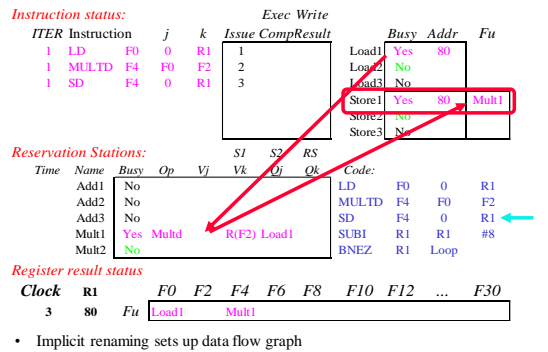 Instruction status: Exec Write
ITER Instruction j k Issue CompResult Busy Addr Fu
1 LD F0 0 R1 1 Load1 Yes 80
1 MULTD F4 F0 F2 2 Load2 No
1 SD F4 0 R1 3 Load3 No
Store1 Yes 80 Mult1
Store2 No
Store3 No
Reservation Stations: S1 S2 RS
Time Name Busy Op Vj Vk Qj Qk Code:
Add1 No LD F0 0 R1
Add2 No MULTD F4 F0 F2
Add3 No SD F4 0 R1
Mult1 Yes Multd R(F2) Load1 SUBI R1 R1 #8
Mult2 No BNEZ R1 Loop
Register result status
Clock R1 F0 F2 F4 F6 F8 F10 F12 ... F30
3 80 Fu Load1 Mult1
• Implicit renaming sets up data flow graph